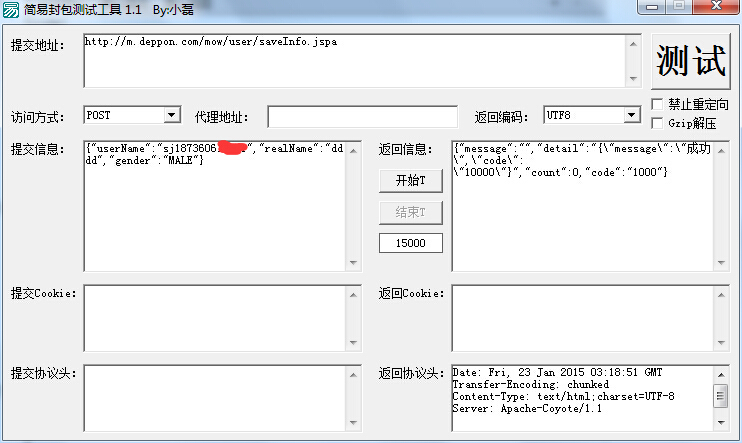 简易封包测试工具 1.1 By:小磊
提交地址：
http://m.deppon.com/mow/user/saveInfo.jspa
测试
访问方式：
POST
代理地址：
返回编码：
UTF8
禁止重定向
Gzip解压
提交信息：
{"userName":"sj1873606","realName":"dd
dd","gender":"MALE"}
返回信息：
开始T
结束T
15000
{"message":"","detail":"{\"message\":\"成功
\",\"code\":
\"10000\"}","count":0,"code":"1000"}
提交Cookie：
返回Cookie：
提交协议头：
返回协议头：
Date: Fri, 23 Jan 2015 03:18:51 GMT
Transfer-Encoding: chunked
Content-Type: text/html;charset=UTF-8
Server: Apache-Coyote/1.1